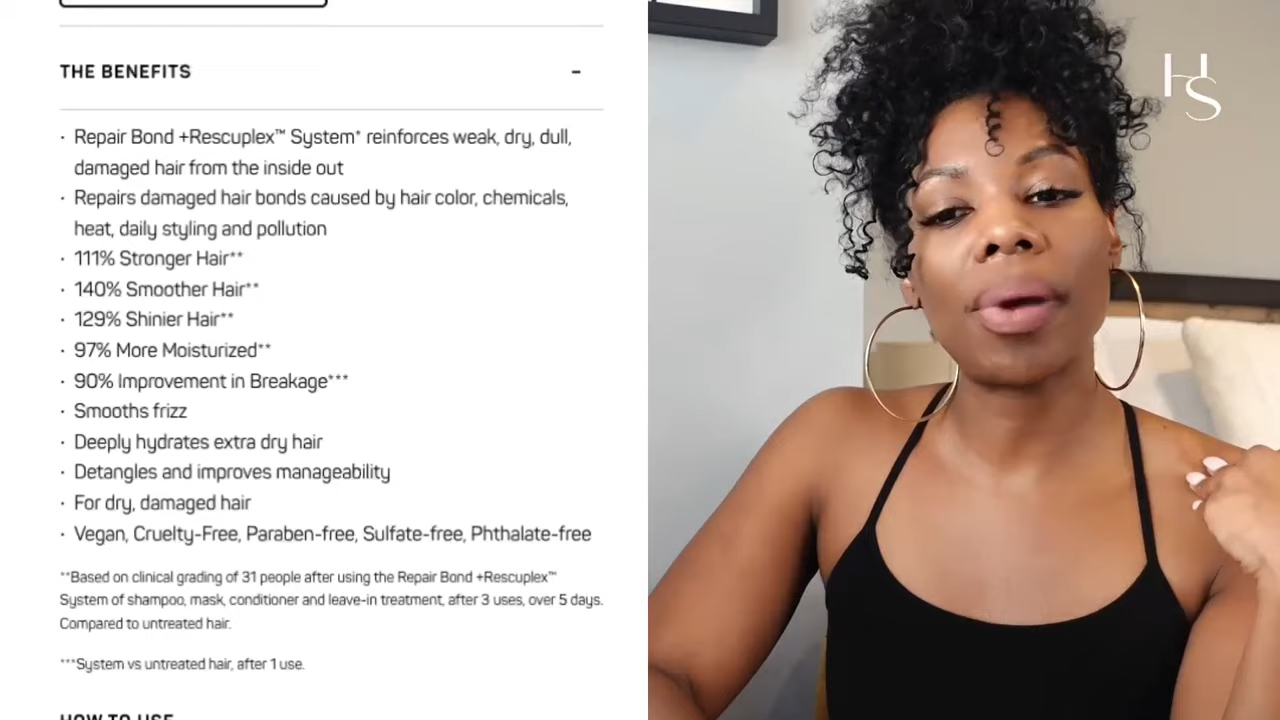 THE BENEFITS -
· Repair Bond +Rescuplex™ System* reinforces weak, dry, dull,
damaged hair from the inside out
· Repairs damaged hair bonds caused by hair color, chemicals,
heat, daily styling and pollution
· 111% Stronger Hair**
· 140% Smoother Hair**
· 129% Shinier Hair**
· 97% More Moisturized**
· 90% Improvement in Breakage***
· Smooths frizz
· Deeply hydrates extra dry hair
· Detangles and improves manageability
· For dry, damaged hair
· Vegan, Cruelty-Free, Paraben-free, Sulfate-free, Phthalate-free
**Based on clinical grading of 31 people after using the Repair Bond +Rescuplex™
System of shampoo, mask, conditioner and leave-in treatment, after 3 uses, over 5 days.
Compared to untreated hair.
***System vs untreated hair, after 1 use.
HOW TO USE
HS